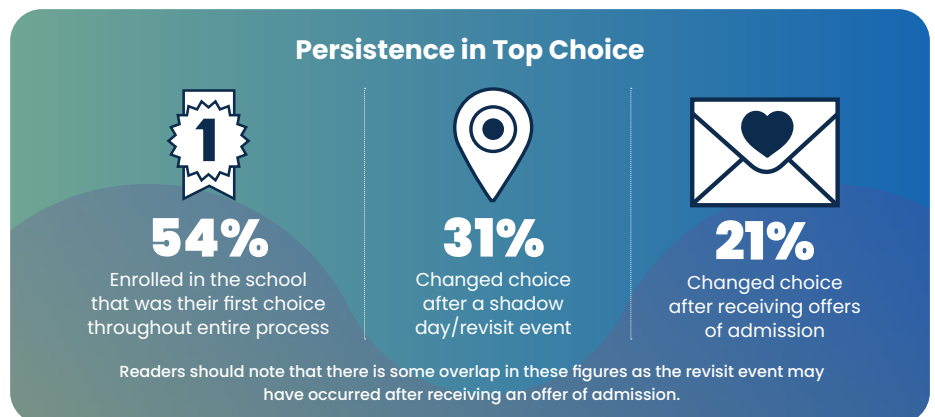 Persistence in Top Choice
1
54%
Enrolled in the school
that was their first choice
throughout entire process
31%
Changed choice
after a shadow
day/revisit event
21%
Changed choice
after receiving offers
of admission
Readers should note that there is some overlap in these figures as the revisit event may
have occurred after receiving an offer of admission.